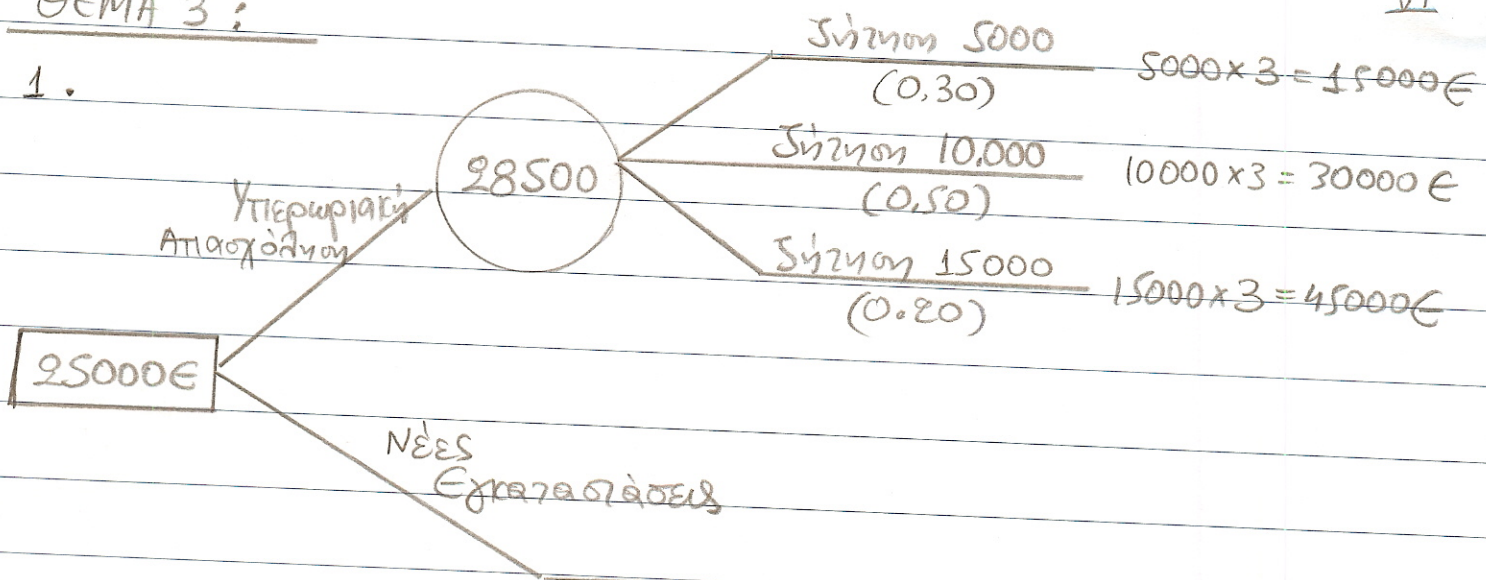 ΘΕΜΑ 3 :
1.
Ζήτηση 5000
(0,30)
5000 x 3 = 15000€
Ζήτηση 10.000
(0,50)
10000 x 3 = 30000 €
Ζήτηση 15000
(0.20)
15000 x 3 = 45000€
28500
Υπερωριακή
Απασχόληση
25000€
Νέες
Εγκαταστάσεις